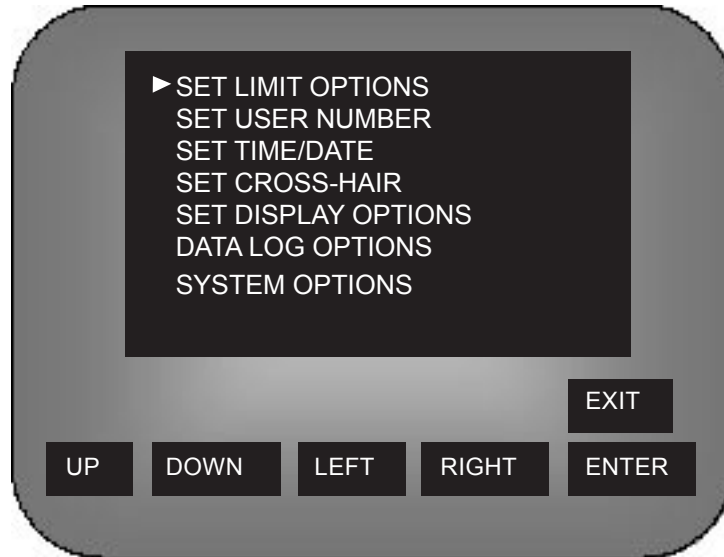 SET LIMIT OPTIONS
SET USER NUMBER
SET TIME/DATE
SET CROSS-HAIR
SET DISPLAY OPTIONS
DATA LOG OPTIONS
SYSTEM OPTIONS
EXIT
UP DOWN LEFT RIGHT ENTER